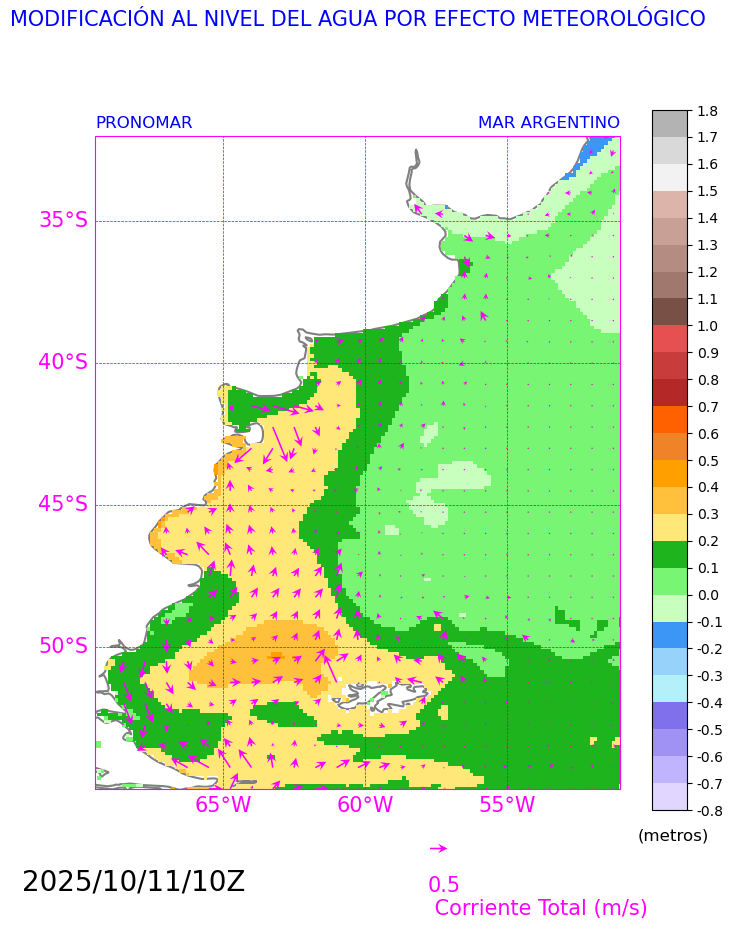 MODIFICACIÓN AL NIVEL DEL AGUA POR EFECTO METEOROLÓGICO
PRONOMAR
MAR ARGENTINO
35°S
40°S
45°S
50°S
65°W
60°W
55°W
1.8
1.7
1.6
1.5
1.4
1.3
1.2
1.1
1.0
0.9
0.8
0.7
0.6
0.5
0.4
0.3
0.2
0.1
0.0
-0.1
-0.2
-0.3
-0.4
-0.5
-0.6
-0.7
-0.8
(metros)
2025/10/11/10Z
0.5
Corriente Total (m/s)